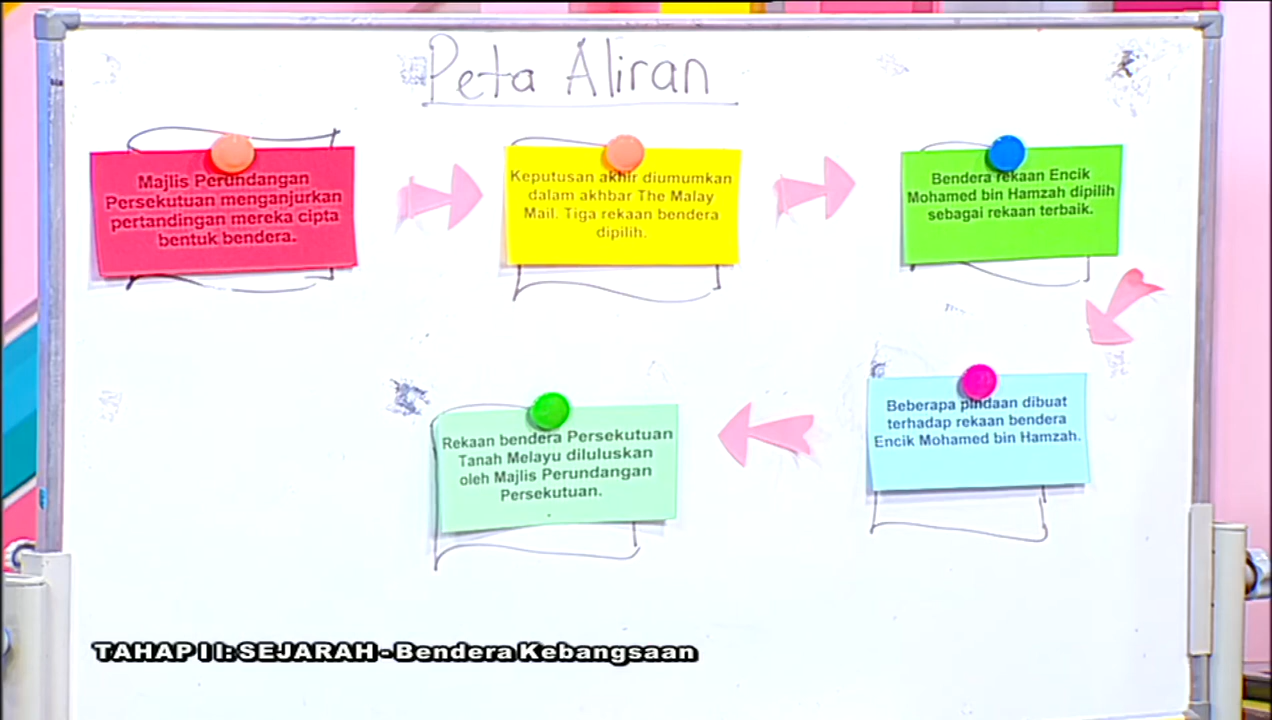 Peta Aliran
Majlis Perundangan
Persekutuan menganjurkan
pertandingan mereka cipta
bentuk bendera.
Keputusan akhir diumumkan
dalam akhbar The Malay
Mail. Tiga rekaan bendera
dipilih.
Bendera rekaan Encik
Mohamed bin Hamzah dipilih
sebagai rekaan terbaik.
Beberapa pindaan dibuat
terhadap rekaan bendera
Encik Mohamed bin Hamzah.
Rekaan bendera Persekutuan
Tanah Melayu diluluskan
oleh Majlis Perundangan
Persekutuan.
TAHAP II: SEJARAH - Bendera Kebangsaan